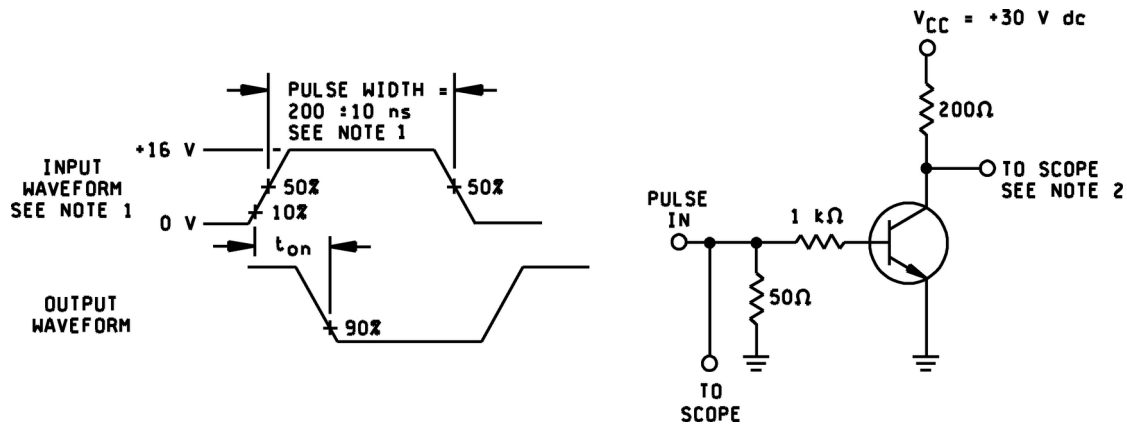 V_CC = +30 V dc
PULSE WIDTH =
200 ±10 ns
SEE NOTE 1
200Ω
+16 V
INPUT
WAVEFORM
SEE NOTE 1
50%
50%
10%
0 V
TO SCOPE
SEE NOTE 2
PULSE
IN
1 kΩ
t_on
50Ω
OUTPUT
WAVEFORM
90%
TO
SCOPE